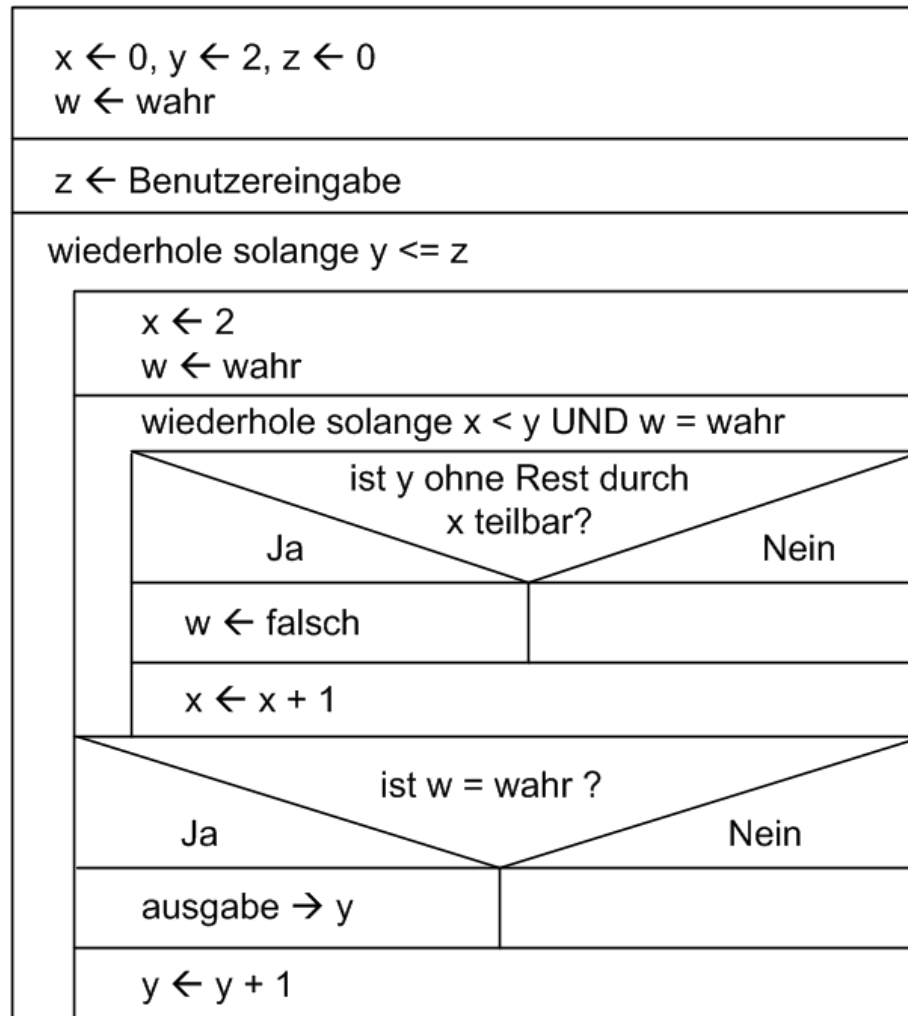 x ← 0, y ← 2, z ← 0
w ← wahr
z ← Benutzereingabe
wiederhole solange y <= z
x ← 2
w ← wahr
wiederhole solange x < y UND w = wahr
ist y ohne Rest durch
x teilbar?
Ja Nein
w ← falsch
x ← x + 1
ist w = wahr ?
Ja Nein
ausgabe → y
y ← y + 1